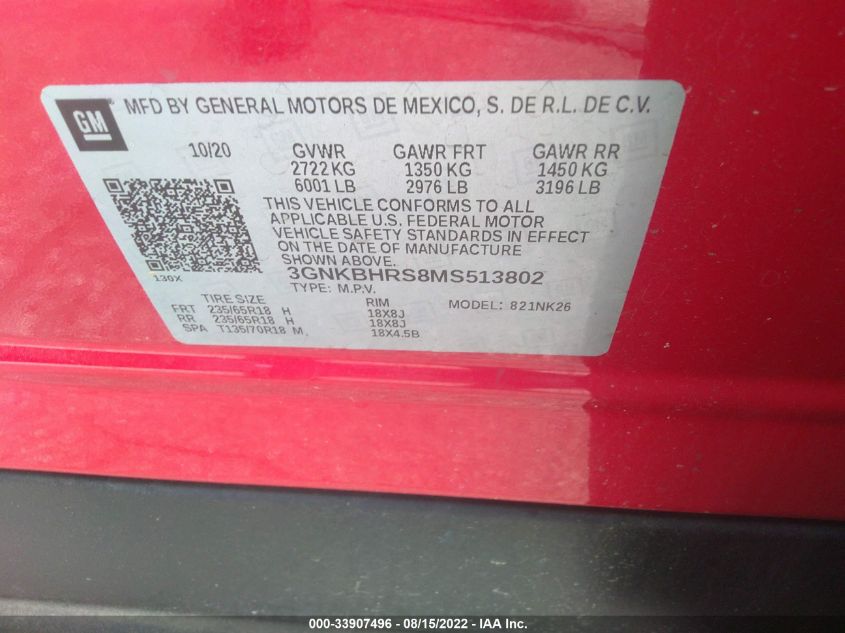 GM ® MFD BY GENERAL MOTORS DE MEXICO, S. DE R.L. DE C.V.
10/20 GVWR GAWR FRT GAWR RR
2722 KG 1350 KG 1450 KG
6001 LB 2976 LB 3196 LB
THIS VEHICLE CONFORMS TO ALL
APPLICABLE U.S. FEDERAL MOTOR
VEHICLE SAFETY STANDARDS IN EFFECT
ON THE DATE OF MANUFACTURE
SHOWN ABOVE.
130X 3GNKBHRS8MS513802
TYPE: M.P.V.
TIRE SIZE RIM MODEL: 821NK26
FRT 235/65R18 H 18X8J
RR 235/65R18 H 18X8J
SPA T135/70R18 M 18X4.5B
000-33907496 - 08/15/2022 - IAA Inc.